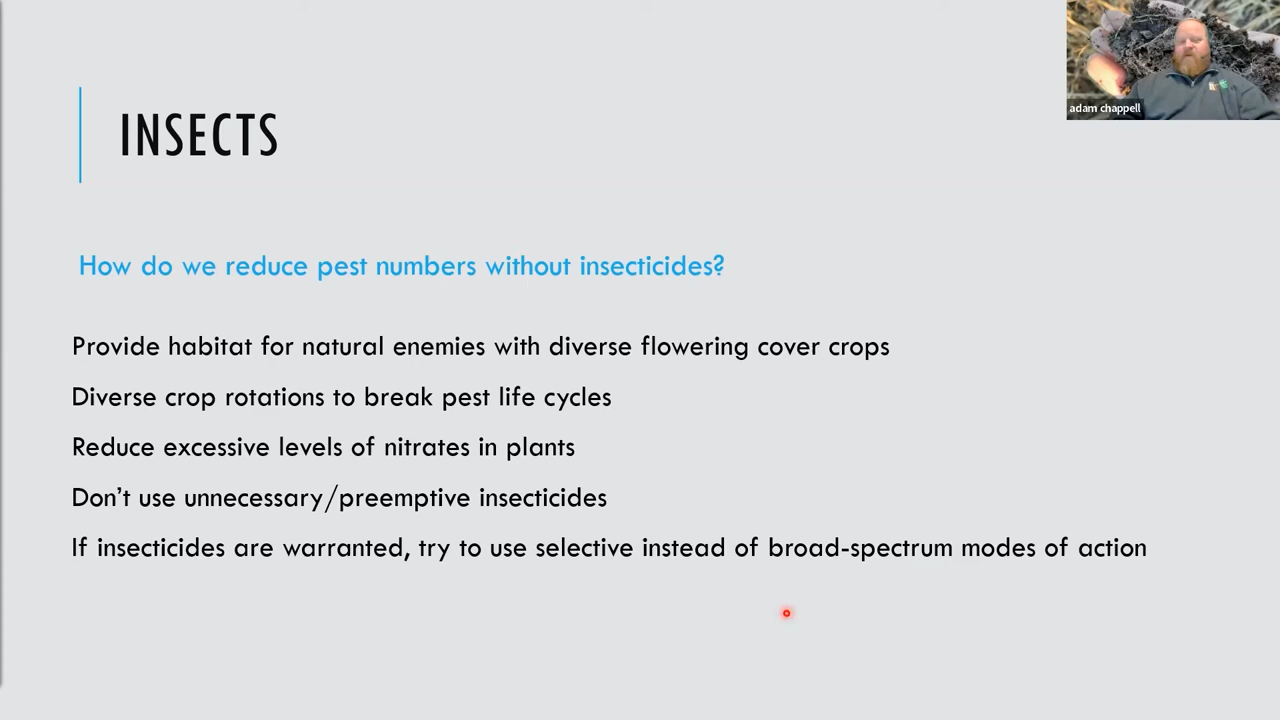 adam chappell
INSECTS
How do we reduce pest numbers without insecticides?
Provide habitat for natural enemies with diverse flowering cover crops
Diverse crop rotations to break pest life cycles
Reduce excessive levels of nitrates in plants
Don’t use unnecessary/preemptive insecticides
If insecticides are warranted, try to use selective instead of broad-spectrum modes of action